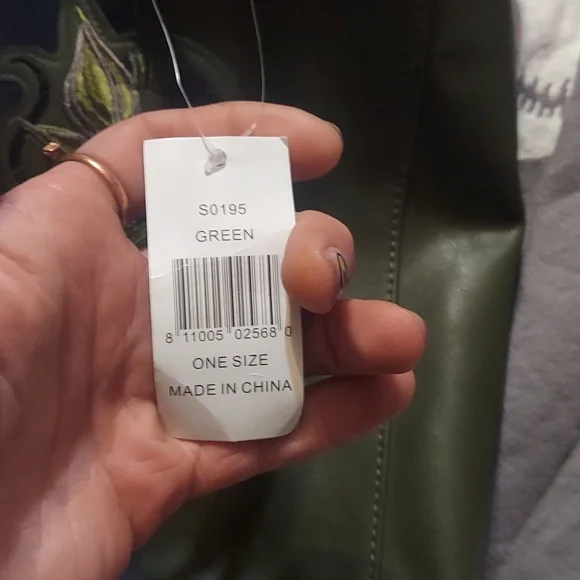 S0195
GREEN
8 11005 02568 0
ONE SIZE
MADE IN CHINA